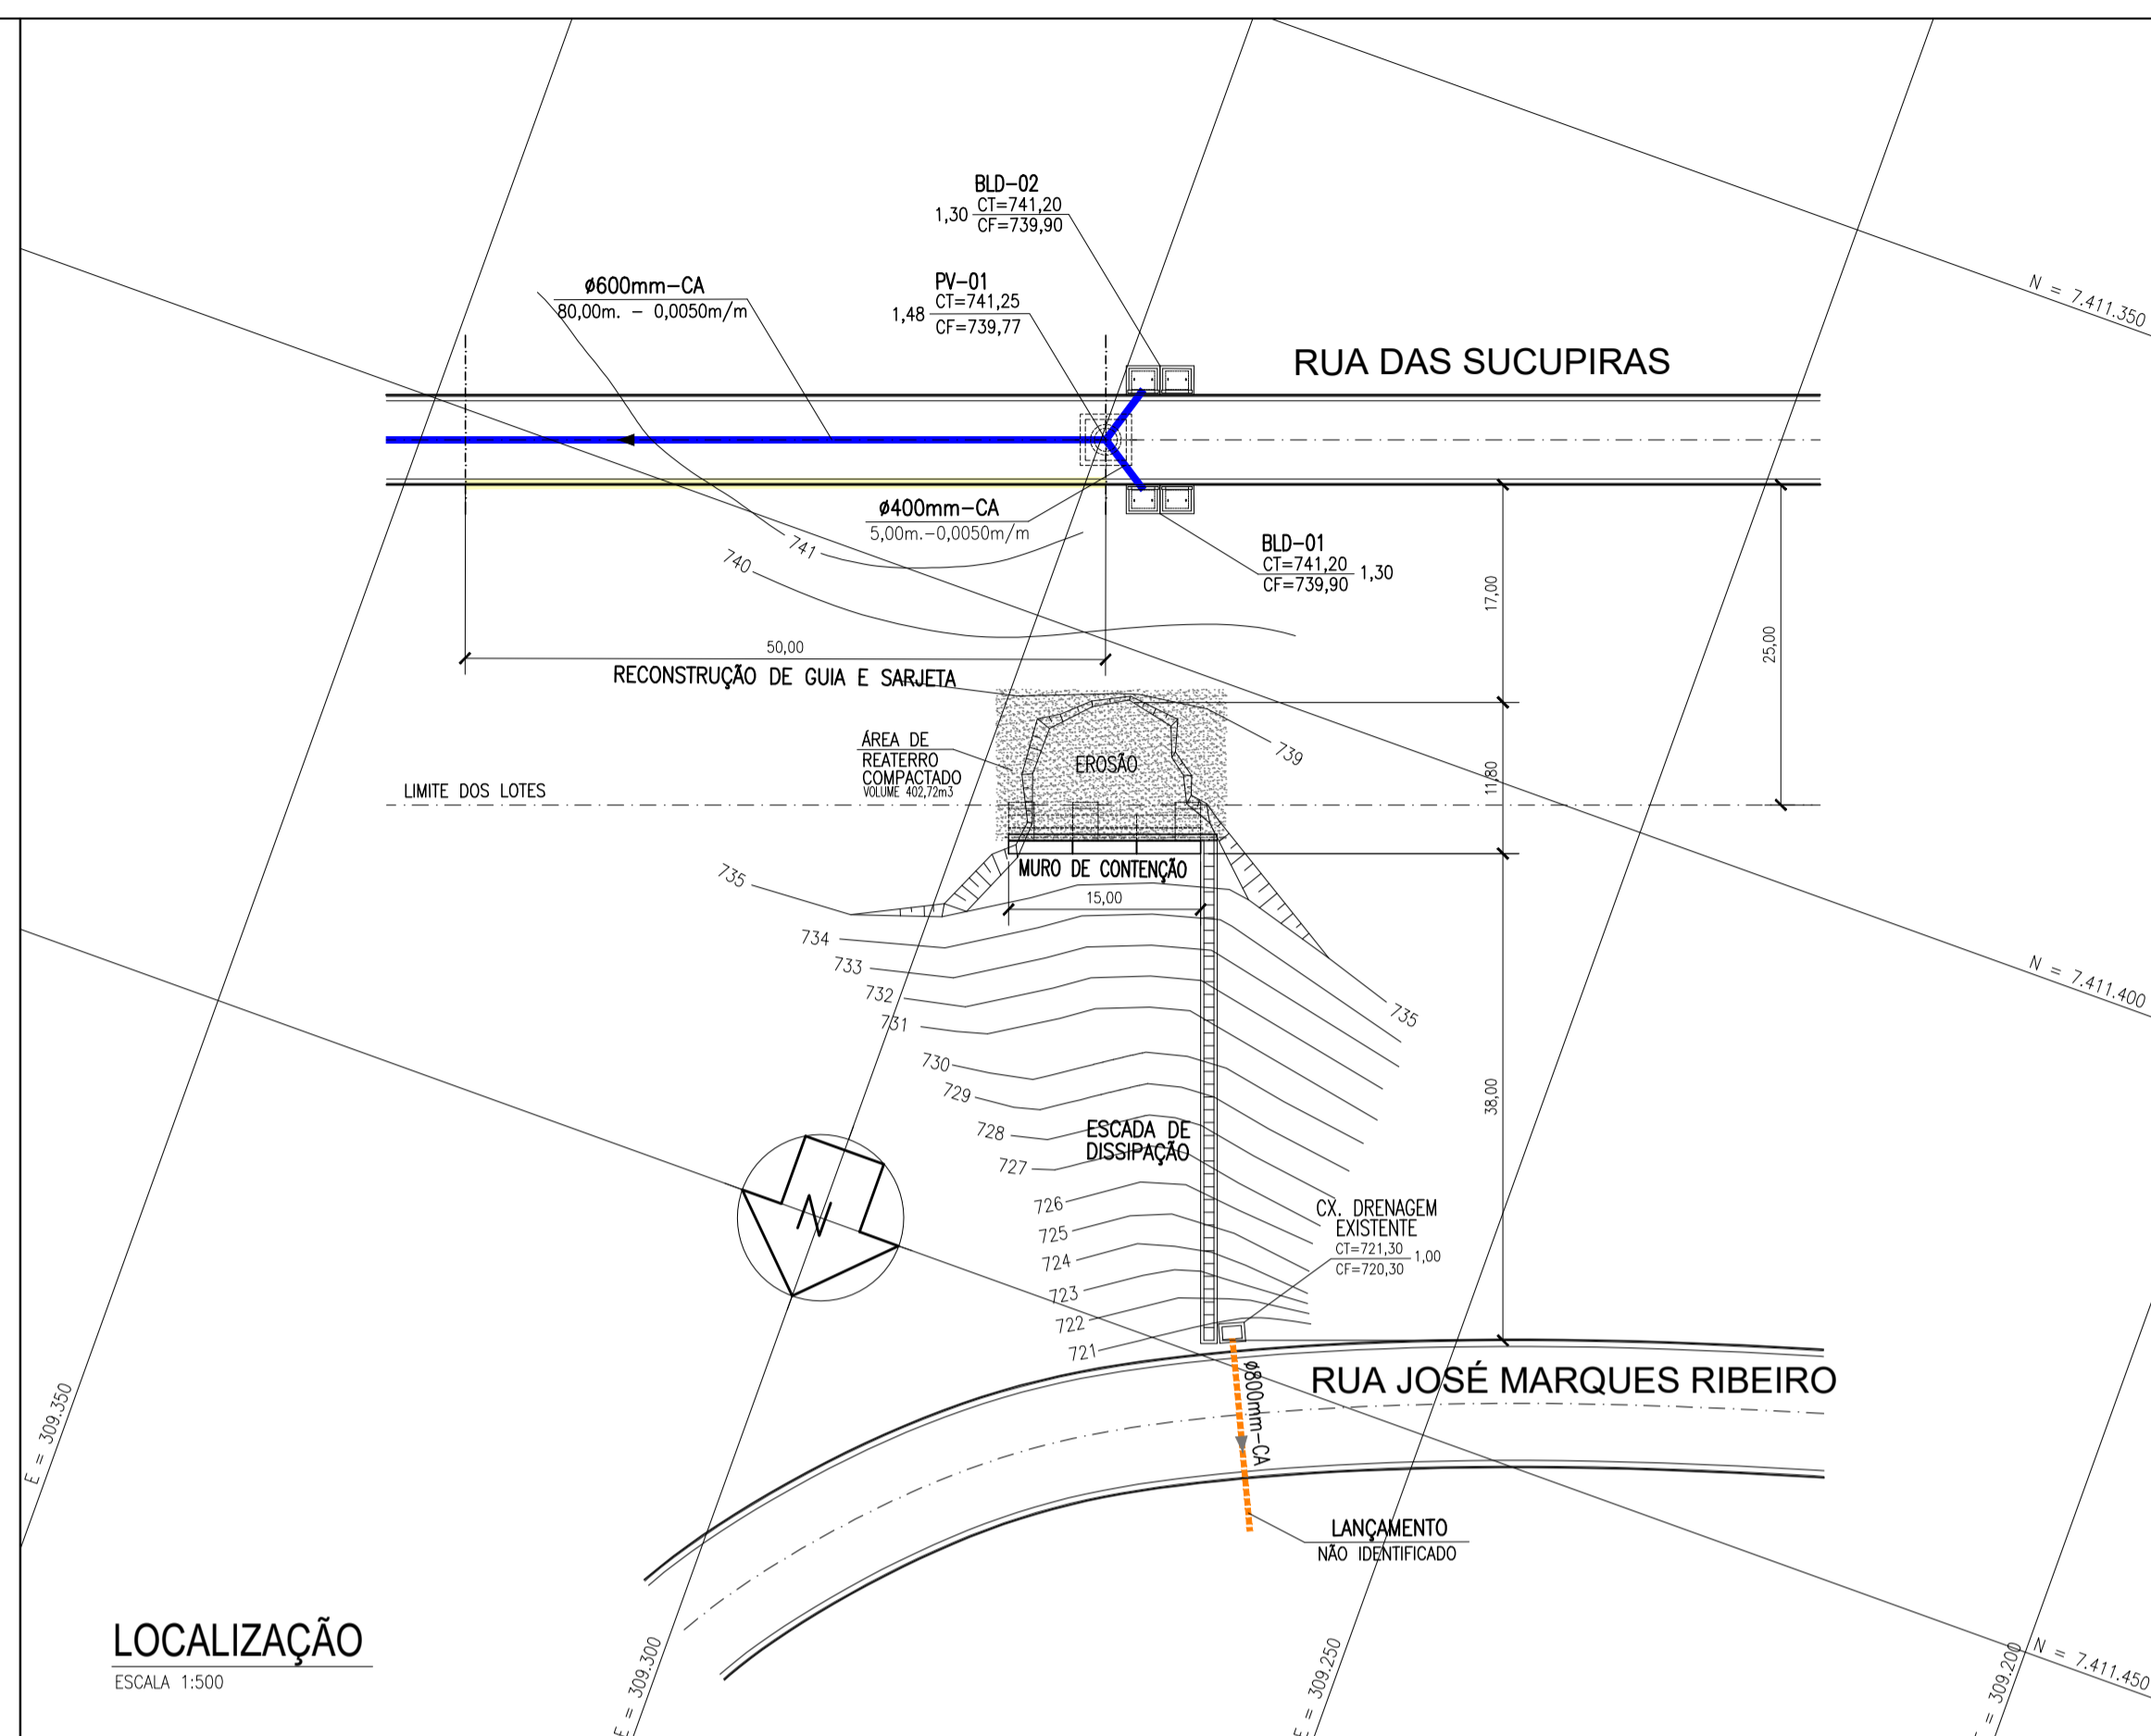 BLD-02
CT=741,20
1,30
CF=739,90
PV-01
CT=741,25
1,48
CF=739,77
ø600mm-CA
80,00m. - 0,0050m/m
N = 7.411.350
RUA DAS SUCUPIRAS
ø400mm-CA
5,00m.-0,0050m/m
BLD-01
CT=741,20
1,30
CF=739,90
741
740
17,00
25,00
50,00
RECONSTRUÇÃO DE GUIA E SARJETA
ÁREA DE
REATERRO
COMPACTADO
VOLUME 402,72m3
EROSÃO
739
11,80
LIMITE DOS LOTES
MURO DE CONTENÇÃO
15,00
735
734
733
732
731
730
729
728
727
726
725
724
723
722
721
735
N = 7.411.400
38,00
ESCADA DE
DISSIPAÇÃO
N
CX. DRENAGEM
EXISTENTE
CT=721,30
1,00
CF=720,30
RUA JOSÉ MARQUES RIBEIRO
ø800mm-CA
LANÇAMENTO
NÃO IDENTIFICADO
E = 309.350
E = 309.300
E = 309.250
= 309.200
N = 7.411.450
LOCALIZAÇÃO
ESCALA 1:500